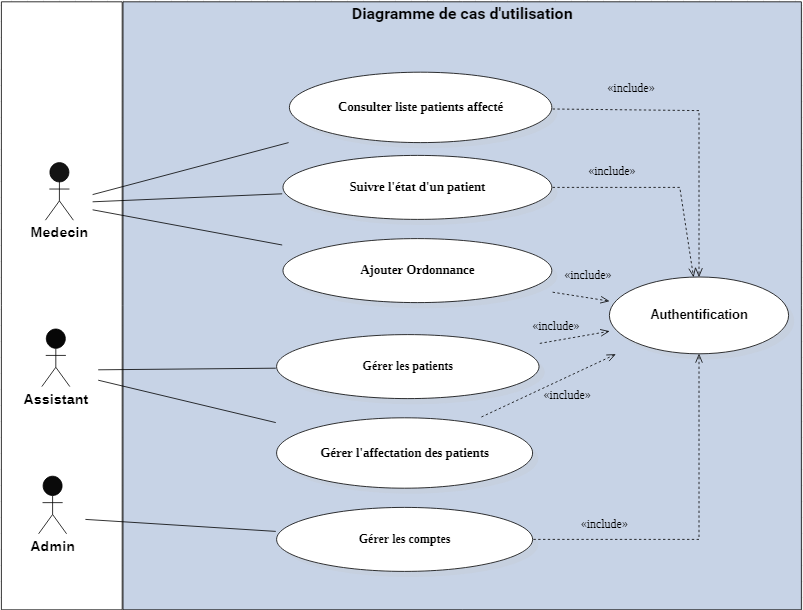 Diagramme de cas d'utilisation
«include»
Consulter liste patients affecté
«include»
Suivre l'état d'un patient
Medecin
Ajouter Ordonnance
«include»
Authentification
«include»
Gérer les patients
Assistant
«include»
Gérer l'affectation des patients
«include»
Gérer les comptes
Admin